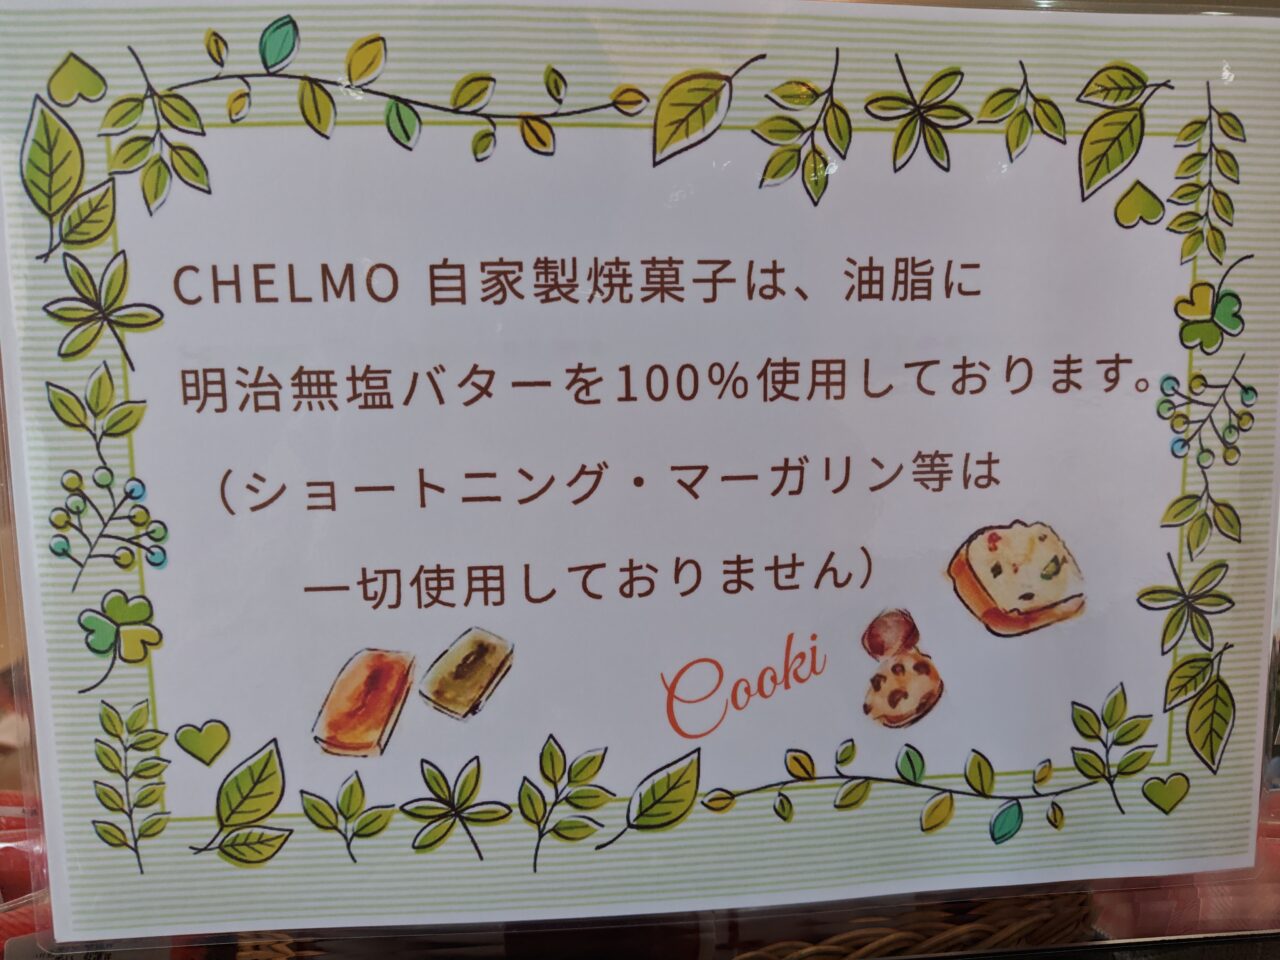 CHELMO 自家製焼菓子は、油脂に
明治無塩バターを100%使用しております。
（ショートニング・マーガリン等は
一切使用しておりません）
Cooki